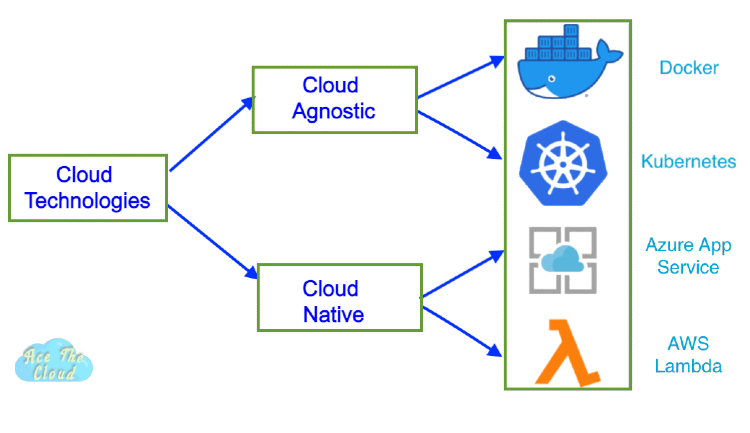 Cloud
Technologies
Cloud
Agnostic
Cloud
Native
Docker
Kubernetes
Azure App
Service
AWS
Lambda
Ace The
Cloud